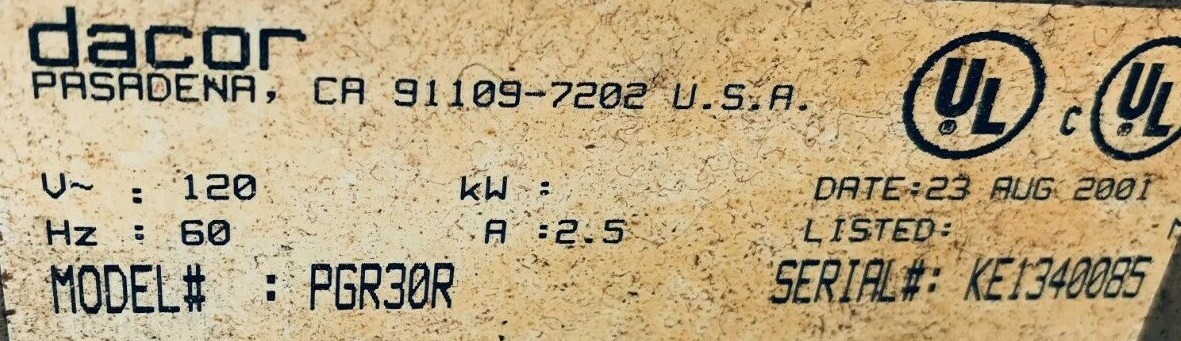 dacor
PASADENA, CA 91109-7202 U.S.A.
UL
c UL
V~ : 120 kW : DATE:23 AUG 2001
Hz : 60 A :2.5 LISTED:
MODEL# : PGR30R SERIAL#: KE1340085